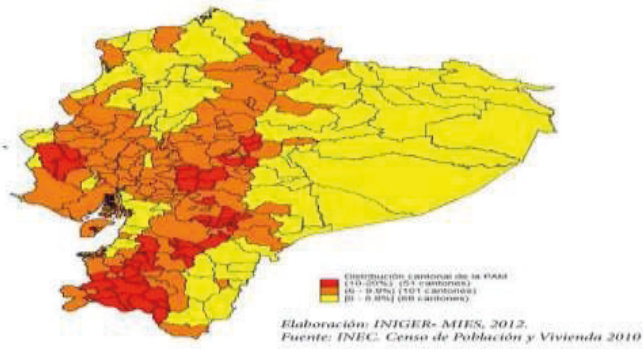 Distribución cantonal de la PAM
(10-20%) (51 cantones)
(6 - 9.9%) (101 cantones)
(0 - 5.9%) (68 cantones)
Elaboración: INIGER- MIES, 2012.
Fuente: INEC. Censo de Población y Vivienda 2010